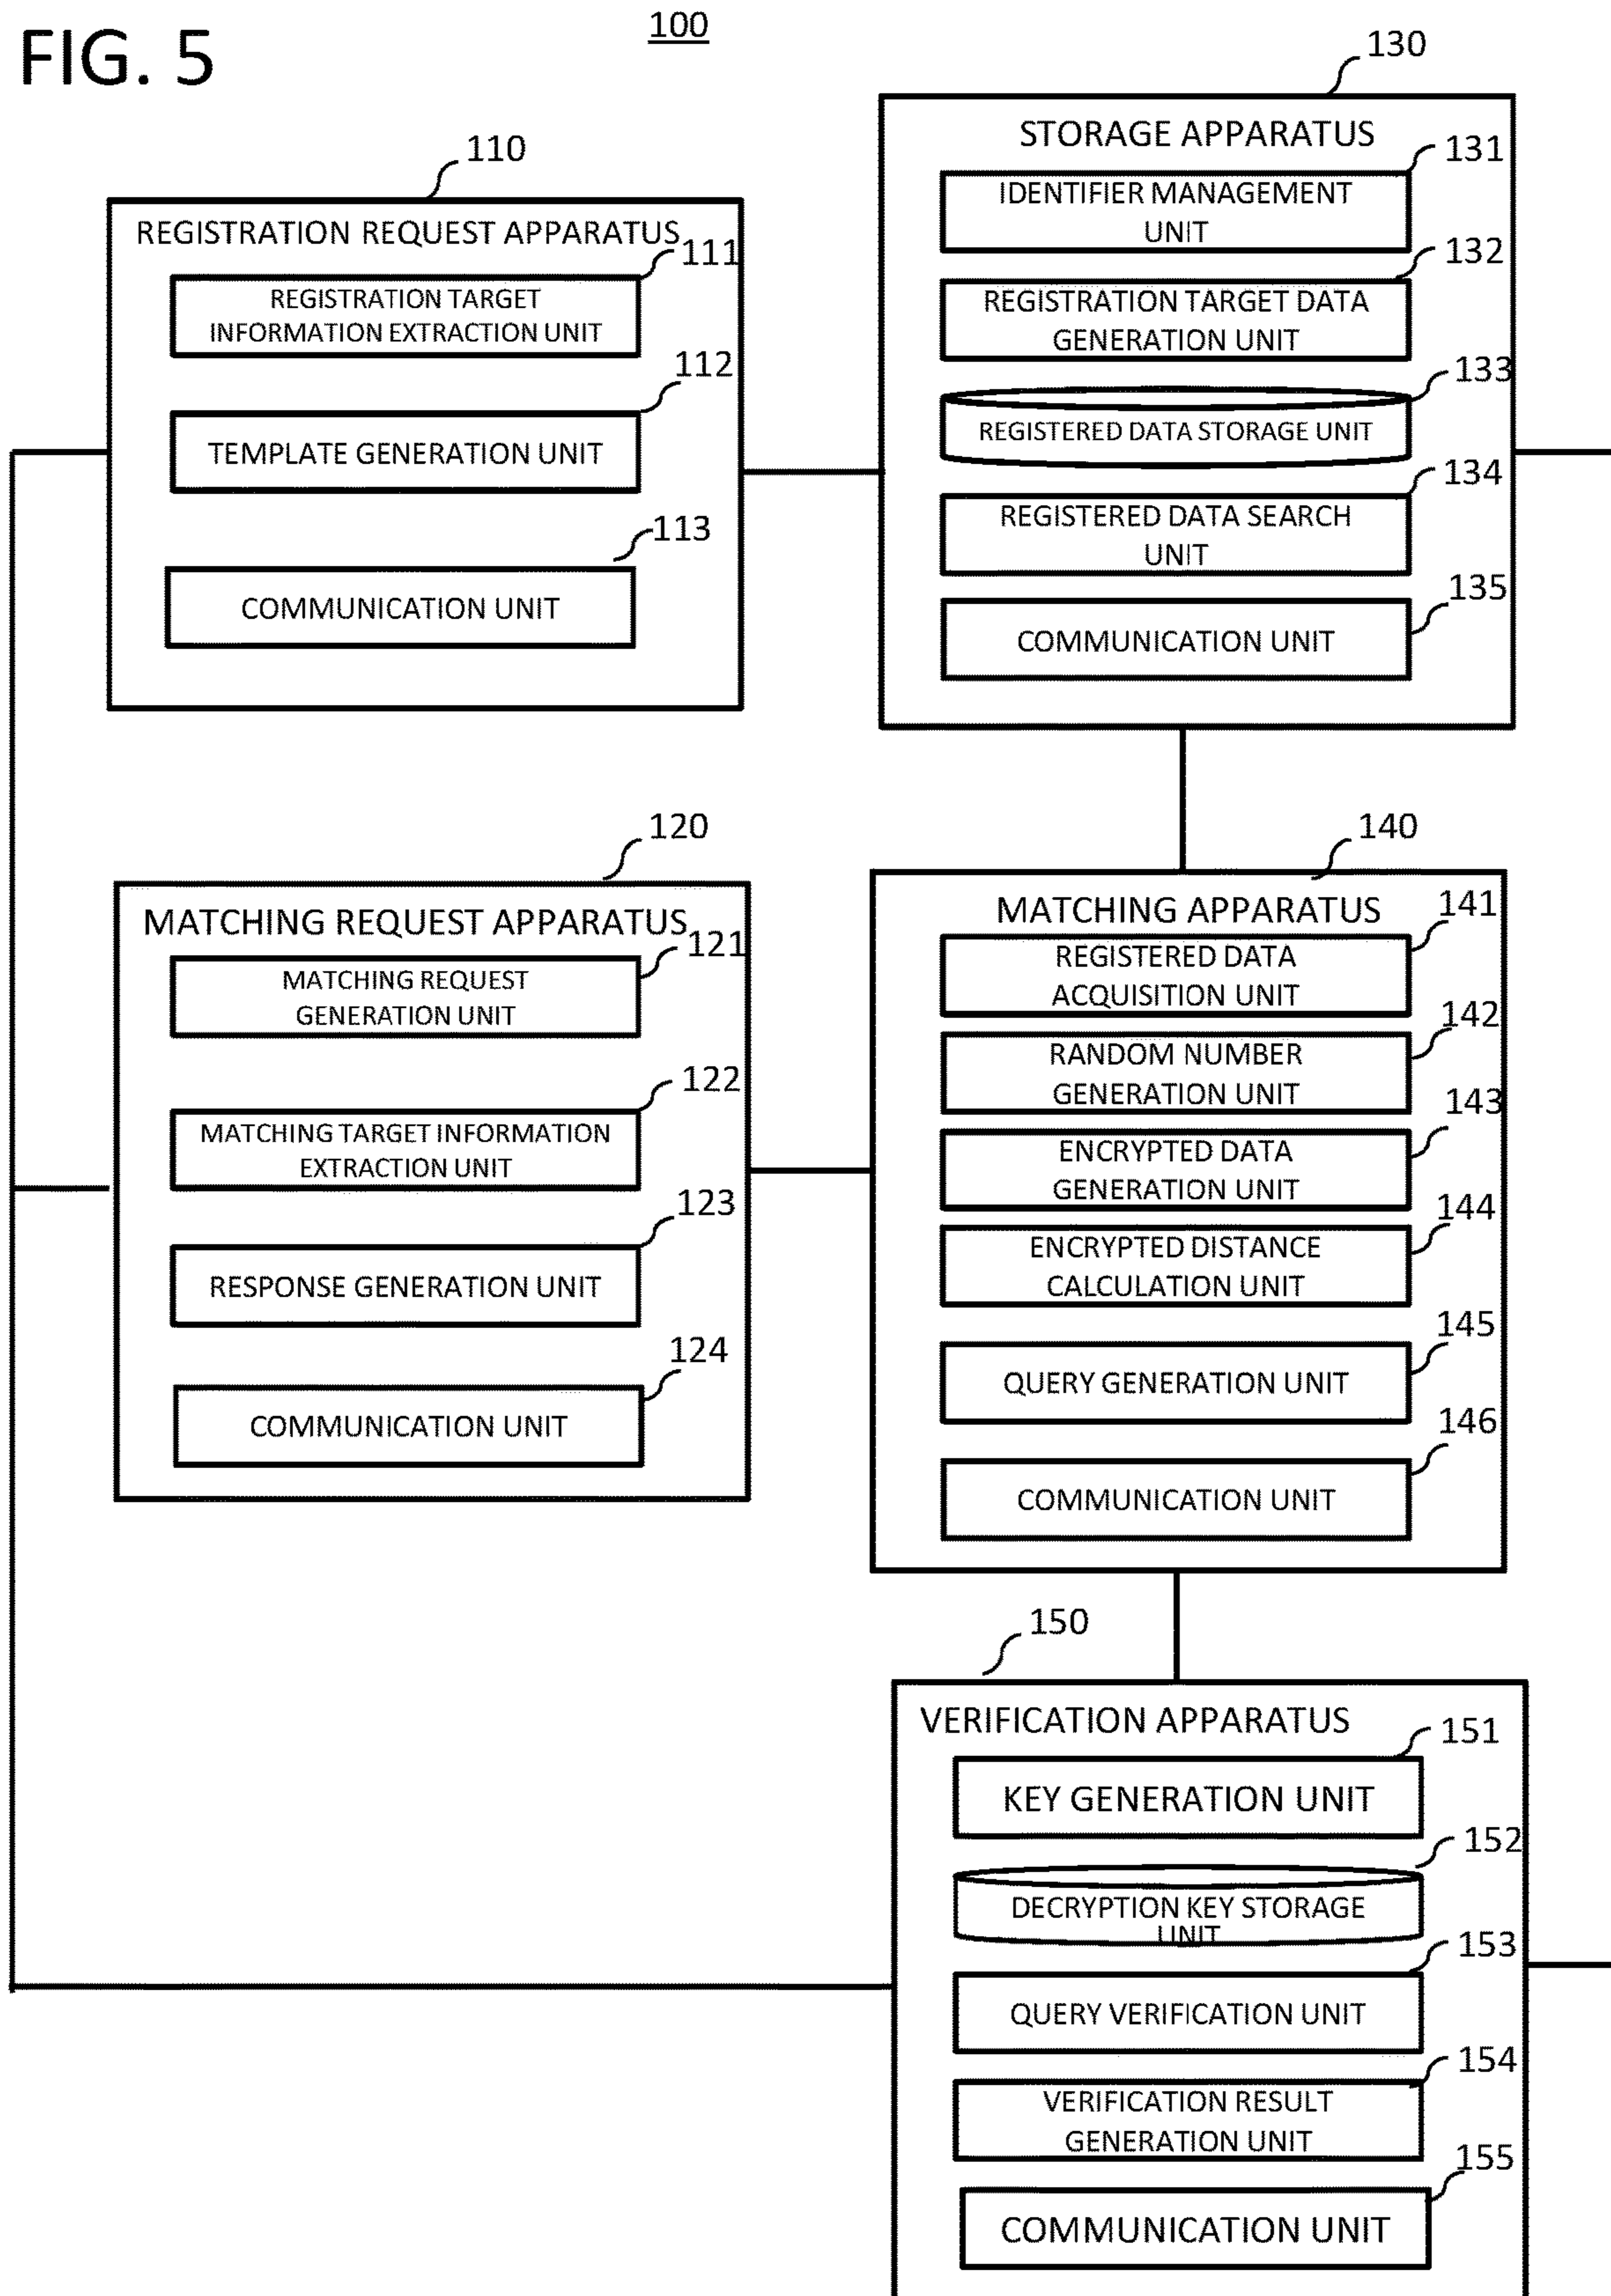 FIG. 5
100
110
REGISTRATION REQUEST APPARATUS
111
REGISTRATION TARGET
INFORMATION EXTRACTION UNIT
112
TEMPLATE GENERATION UNIT
113
COMMUNICATION UNIT
130
STORAGE APPARATUS
131
IDENTIFIER MANAGEMENT
UNIT
132
REGISTRATION TARGET DATA
GENERATION UNIT
133
REGISTERED DATA STORAGE UNIT
134
REGISTERED DATA SEARCH
UNIT
135
COMMUNICATION UNIT
120
MATCHING REQUEST APPARATUS
121
MATCHING REQUEST
GENERATION UNIT
122
MATCHING TARGET INFORMATION
EXTRACTION UNIT
123
RESPONSE GENERATION UNIT
124
COMMUNICATION UNIT
140
MATCHING APPARATUS
141
REGISTERED DATA
ACQUISITION UNIT
142
RANDOM NUMBER
GENERATION UNIT
143
ENCRYPTED DATA
GENERATION UNIT
144
ENCRYPTED DISTANCE
CALCULATION UNIT
145
QUERY GENERATION UNIT
146
COMMUNICATION UNIT
150
VERIFICATION APPARATUS
151
KEY GENERATION UNIT
152
DECRYPTION KEY STORAGE
UNIT
153
QUERY VERIFICATION UNIT
154
VERIFICATION RESULT
GENERATION UNIT
155
COMMUNICATION UNIT